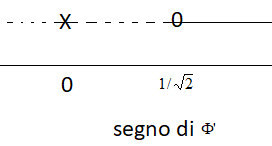 X 0
0 1/√2
segno di Φ'